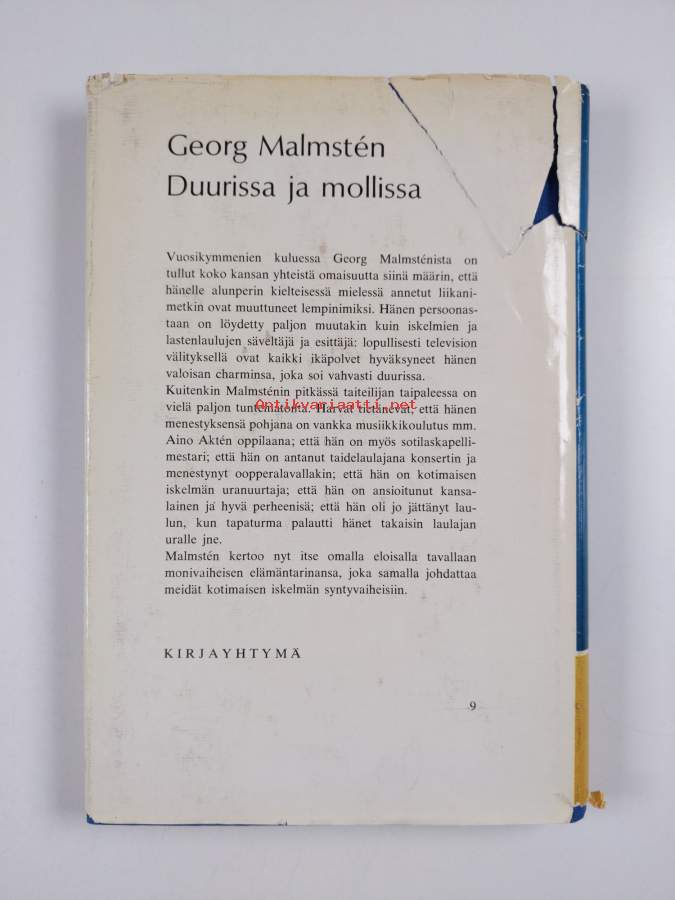 Georg Malmstén
Duurissa ja mollissa
Vuosikymmenien kuluessa Georg Malmsténista on
tullut koko kansan yhteistä omaisuutta siinä määrin, että
hänelle alunperin kielteisessä mielessä annetut liikani-
metkin ovat muuttuneet lempinimiksi. Hänen persoonas-
taan on löydetty paljon muutakin kuin iskelmien ja
lastenlaulujen säveltäjä ja esittäjä: lopullisesti television
välityksellä ovat kaikki ikäpolvet hyväksyneet hänen
valoisan charminsa, joka soi vahvasti duurissa.
Kuitenkin Malmsténin pitkässä taiteilijan taipaleessa on
vielä paljon tuntematonta. Harvat tietänevät, että hänen
Antikvariaatti.net
menestyksensä pohjana on vankka musiikkikoulutus mm.
Aino Aktén oppilaana; että hän on myös sotilaskapelli-
mestari; että hän on antanut taidelaulajana konsertin ja
menestynyt oopperalavallakin; että hän on kotimaisen
iskelmän uranuurtaja; että hän on ansioitunut kansa-
lainen ja hyvä perheenisä; että hän oli jo jättänyt lau-
lun, kun tapaturma palautti hänet takaisin laulajan
uralle jne.
Malmstén kertoo nyt itse omalla eloisalla tavallaan
monivaiheisen elämäntarinansa, joka samalla johdattaa
meidät kotimaisen iskelmän syntyvaiheisiin.
KIRJAYHTYMÄ
9